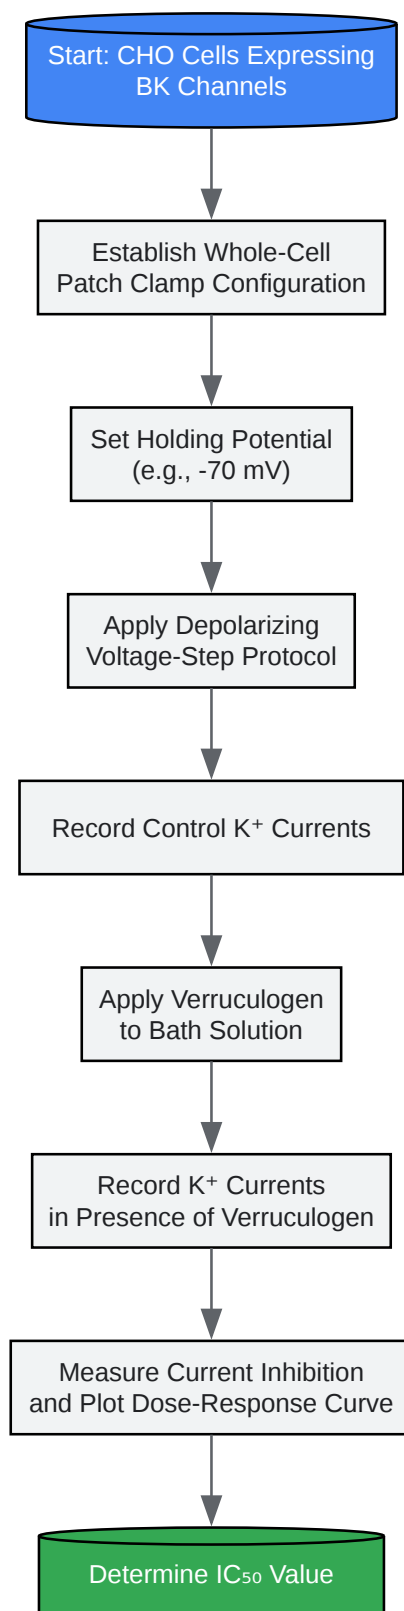 Start: CHO Cells Expressing
BK Channels
Establish Whole-Cell
Patch Clamp Configuration
Set Holding Potential
(e.g., -70 mV)
Apply Depolarizing
Voltage-Step Protocol
Record Control K⁺ Currents
Apply Verruculogen
to Bath Solution
Record K⁺ Currents
in Presence of Verruculogen
Measure Current Inhibition
and Plot Dose-Response Curve
Determine IC₅₀ Value